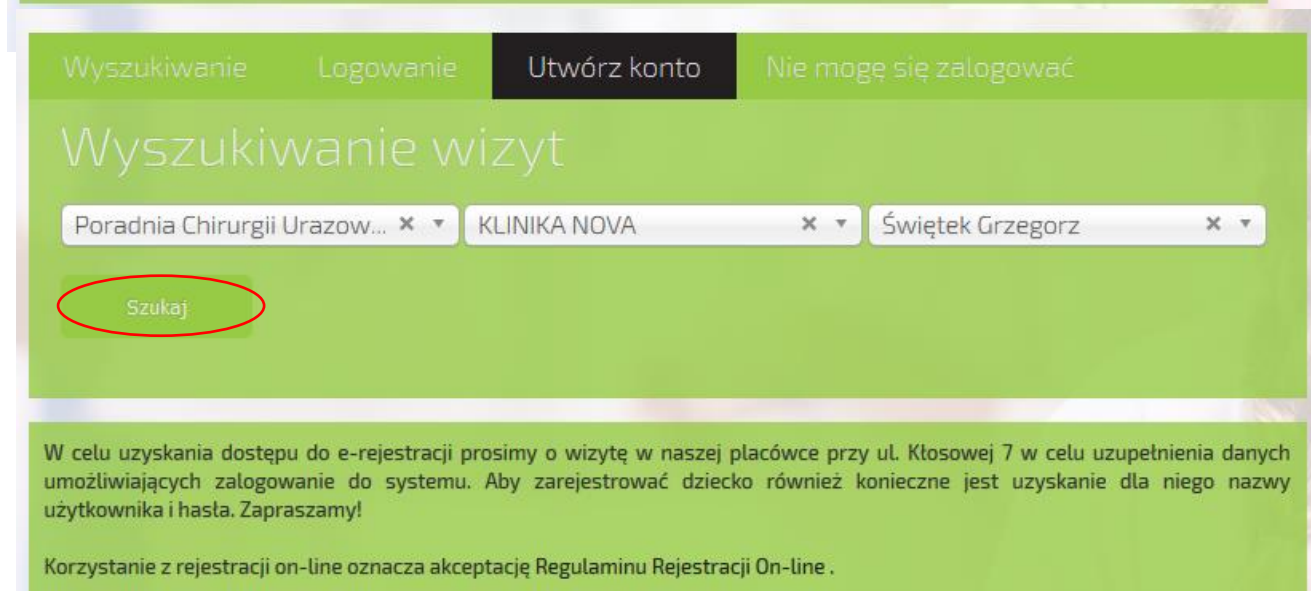 Wyszukiwanie Logowanie Utwórz konto Nie mogę się zalogować
Wyszukiwanie wizyt
Poradnia Chirurgii Urazow... × ▼ KLINIKA NOVA × ▼ Świętek Grzegorz × ▼
Szukaj
W celu uzyskania dostępu do e-rejestracji prosimy o wizytę w naszej placówce przy ul. Kłosowej 7 w celu uzupełnienia danych
umożliwiających zalogowanie do systemu. Aby zarejestrować dziecko również konieczne jest uzyskanie dla niego nazwy
użytkownika i hasła. Zapraszamy!
Korzystanie z rejestracji on-line oznacza akceptację Regulaminu Rejestracji On-line .